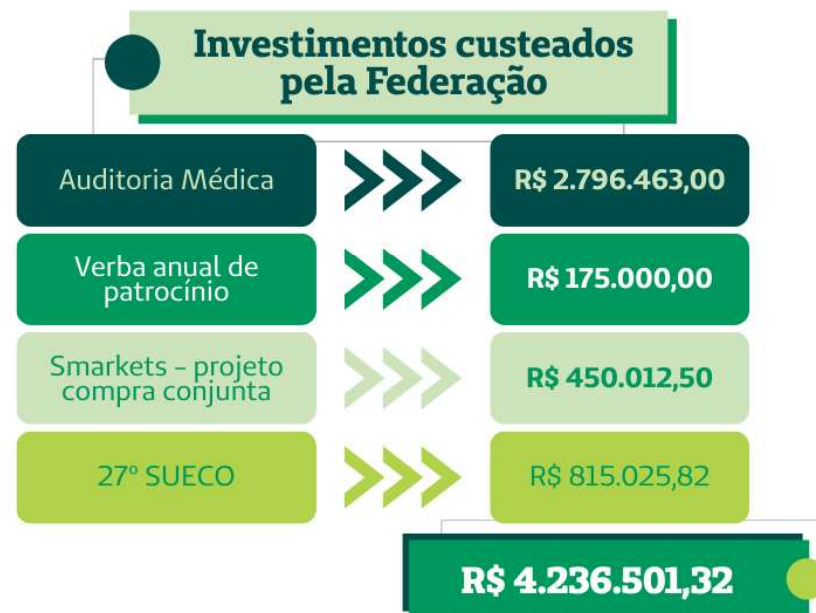 Investimentos custeados
pela Federação
Auditoria Médica
R$ 2.796.463,00
Verba anual de
patrocínio
R$ 175.000,00
Smarkets – projeto
compra conjunta
R$ 450.012,50
27º SUECO
R$ 815.025,82
R$ 4.236.501,32